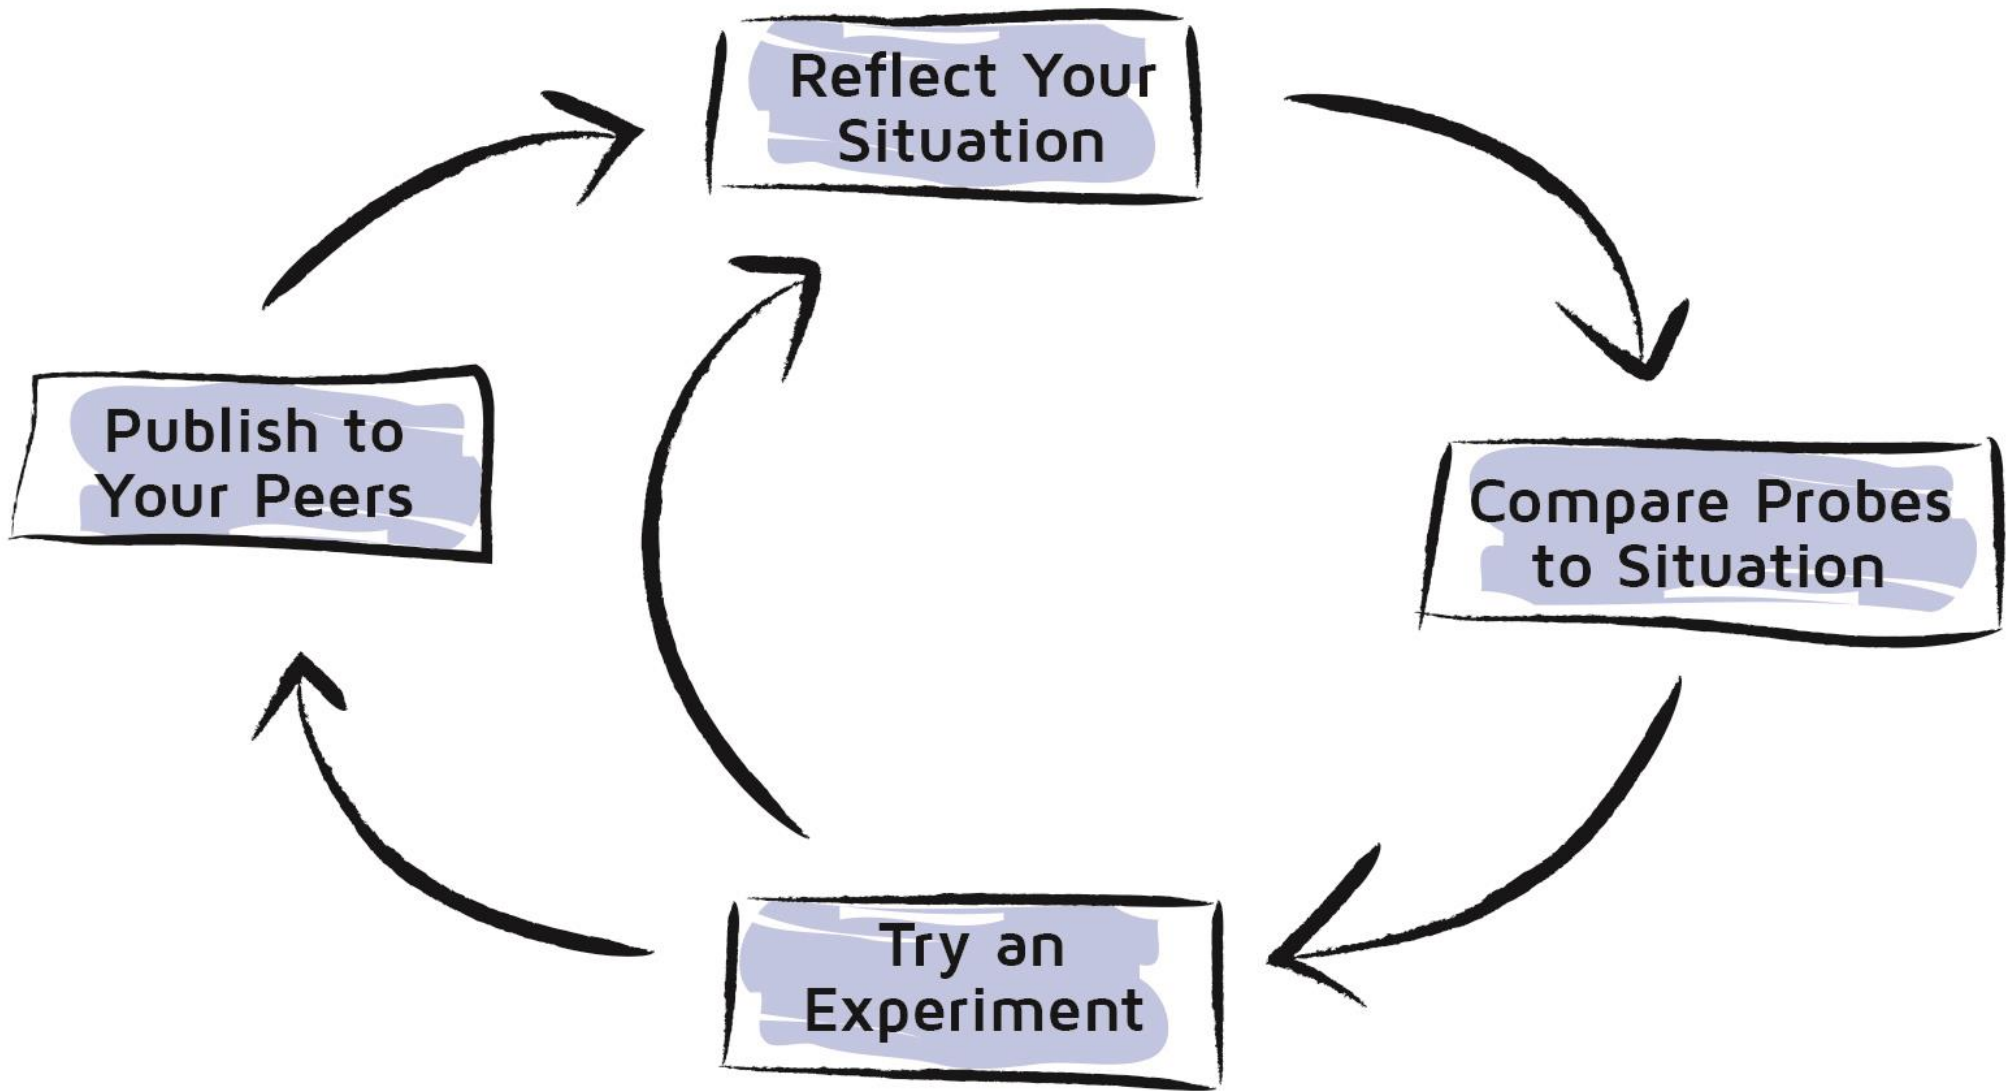 Reflect Your
Situation
Publish to
Your Peers
Compare Probes
to Situation
Try an
Experiment